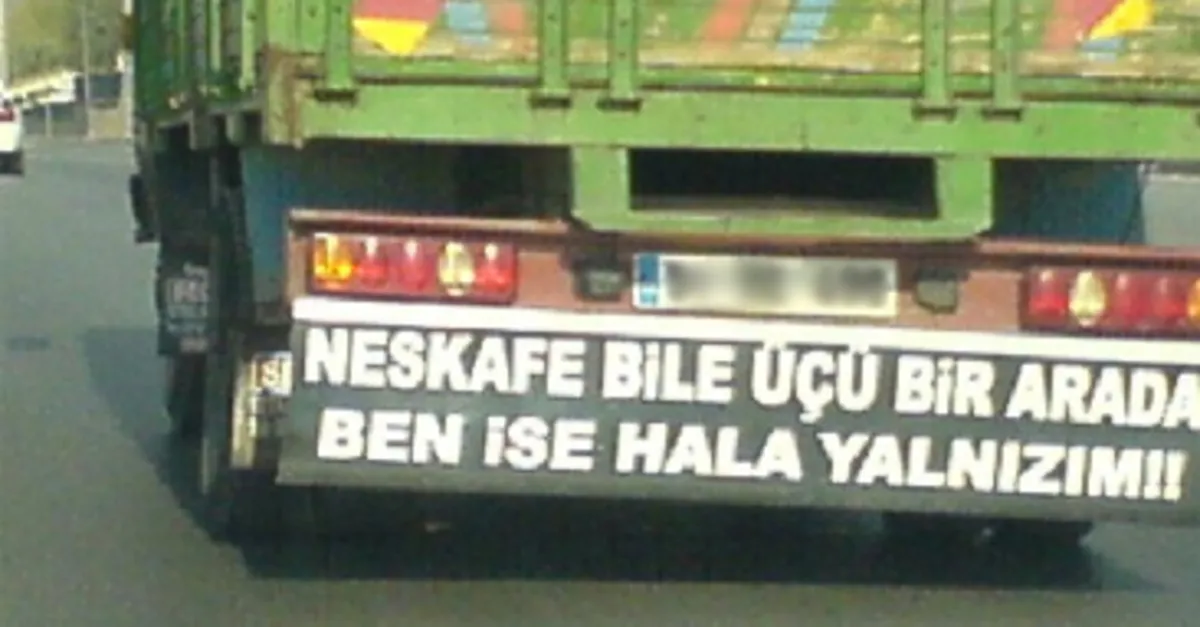 NESKAFE BİLE ÜÇÜ BİR ARADA
BEN İSE HALA YALNIZIM!!